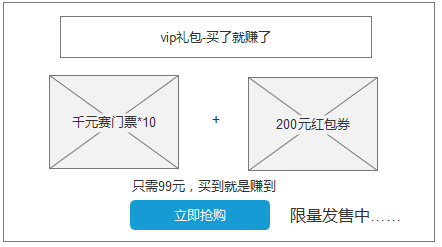 vip礼包-买了就赚了
千元赛门票*10
+
200元红包券
只需99元，买到就是赚到
立即抢购
限量发售中……